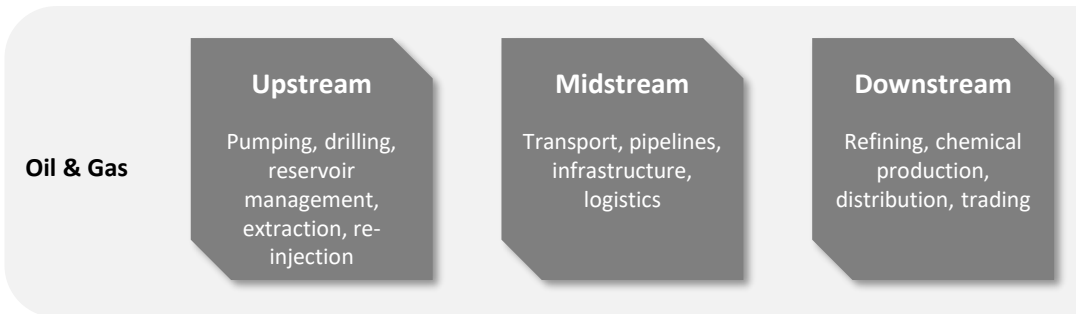 Oil & Gas
Upstream
Pumping, drilling,
reservoir
management,
extraction, re-
injection
Midstream
Transport, pipelines,
infrastructure,
logistics
Downstream
Refining, chemical
production,
distribution, trading